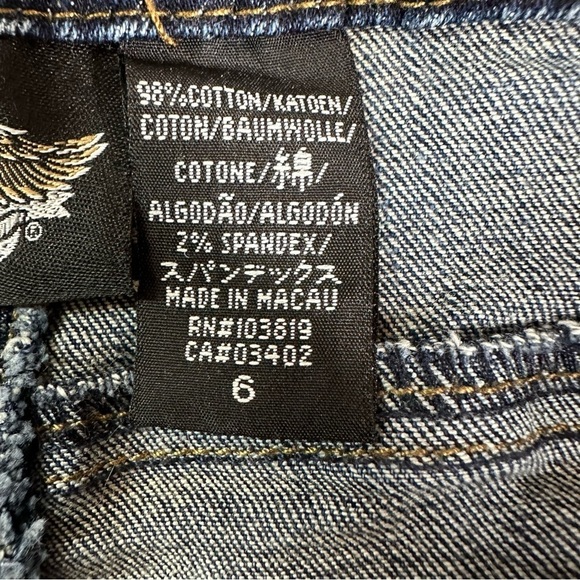 98%COTTON/KATOEN/
COTON/BAUMWOLLE/
COTONE/綿/
ALGODÃO/ALGODÓN
2% SPANDEX/
スパンテックス
MADE IN MACAU
RN#103819
CA#03402
6
®